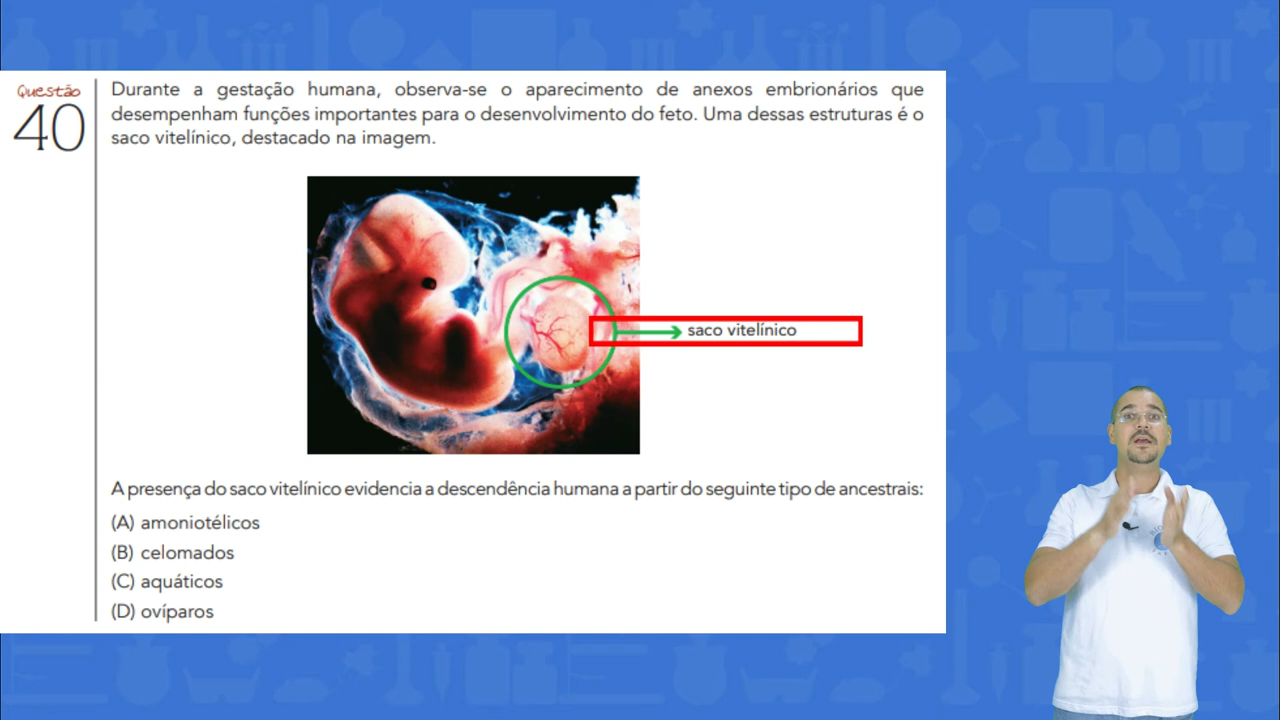 Questão
40
Durante a gestação humana, observa-se o aparecimento de anexos embrionários que
desempenham funções importantes para o desenvolvimento do feto. Uma dessas estruturas é o
saco vitelínico, destacado na imagem.
saco vitelínico
A presença do saco vitelínico evidencia a descendência humana a partir do seguinte tipo de ancestrais:
(A) amoniotélicos
(B) celomados
(C) aquáticos
(D) ovíparos